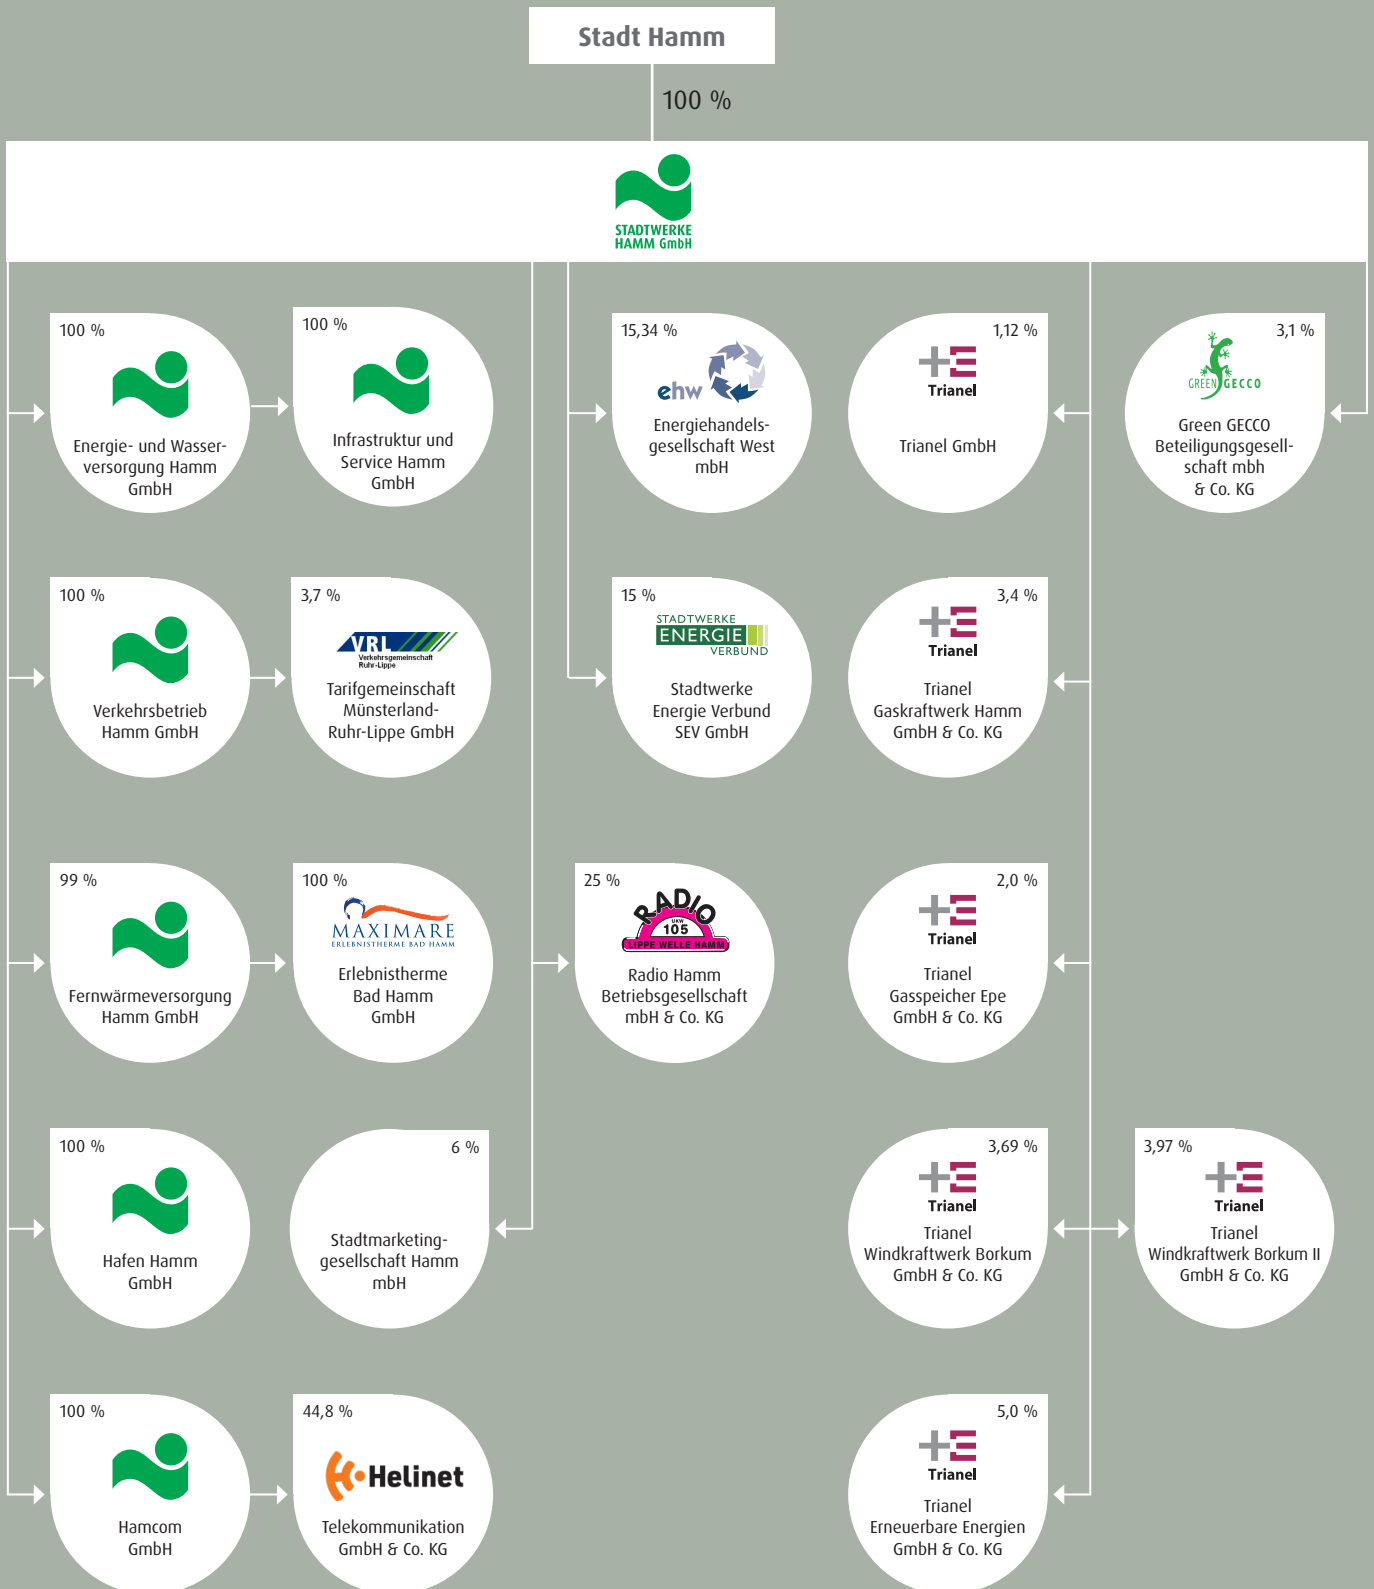 Stadt Hamm
100 %
STADTWERKE
HAMM GmbH
100 %
Energie- und Wasser-
versorgung Hamm
GmbH
100 %
Infrastruktur und
Service Hamm
GmbH
15,34 %
ehw
Energiehandels-
gesellschaft West
mbH
1,12 %
Trianel
Trianel GmbH
3,1 %
GREEN GECCO
Green GECCO
Beteiligungsgesell-
schaft mbh
& Co. KG
100 %
Verkehrsbetrieb
Hamm GmbH
3,7 %
VRL
Verkehrsgemeinschaft
Ruhr-Lippe
Tarifgemeinschaft
Münsterland-
Ruhr-Lippe GmbH
15 %
STADTWERKE
ENERGIE
VERBUND
Stadtwerke
Energie Verbund
SEV GmbH
3,4 %
Trianel
Trianel
Gaskraftwerk Hamm
GmbH & Co. KG
99 %
Fernwärmeversorgung
Hamm GmbH
100 %
MAXIMARE
ERLEBNISTHERME BAD HAMM
Erlebnistherme
Bad Hamm
GmbH
25 %
RADIO
UKW
105
LIPPE WELLE HAMM
Radio Hamm
Betriebsgesellschaft
mbH & Co. KG
2,0 %
Trianel
Trianel
Gasspeicher Epe
GmbH & Co. KG
100 %
Hafen Hamm
GmbH
6 %
Stadtmarketing-
gesellschaft Hamm
mbH
3,69 %
Trianel
Trianel
Windkraftwerk Borkum
GmbH & Co. KG
3,97 %
Trianel
Trianel
Windkraftwerk Borkum II
GmbH & Co. KG
100 %
Hamcom
GmbH
44,8 %
Helinet
Telekommunikation
GmbH & Co. KG
5,0 %
Trianel
Trianel
Erneuerbare Energien
GmbH & Co. KG